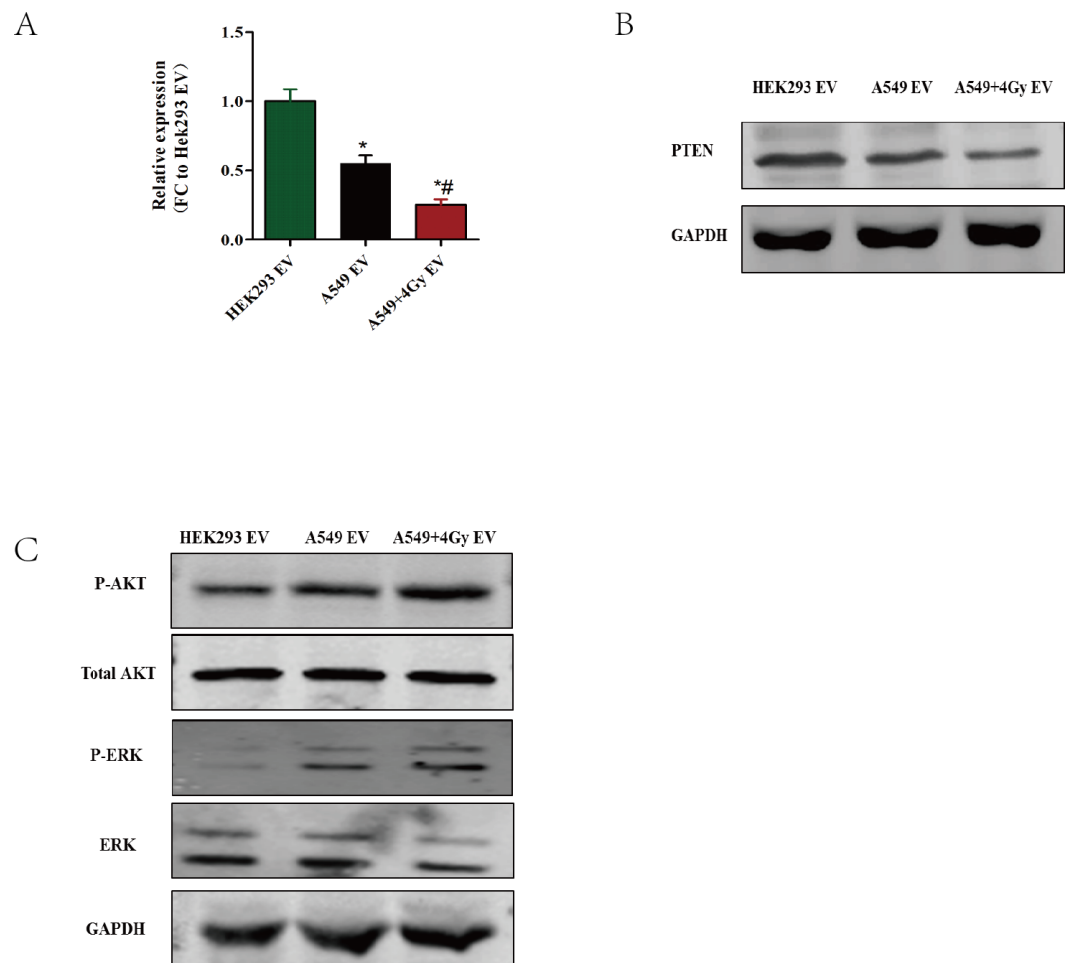 A
Relative expression
(FC to Hek293 EV)
1.5
1.0
0.5
0.0
*
*#
HEK293 EV
A549 EV
A549+4Gy EV
B
HEK293 EV A549 EV A549+4Gy EV
PTEN
GAPDH
C
HEK293 EV A549 EV A549+4Gy EV
P-AKT
Total AKT
P-ERK
ERK
GAPDH